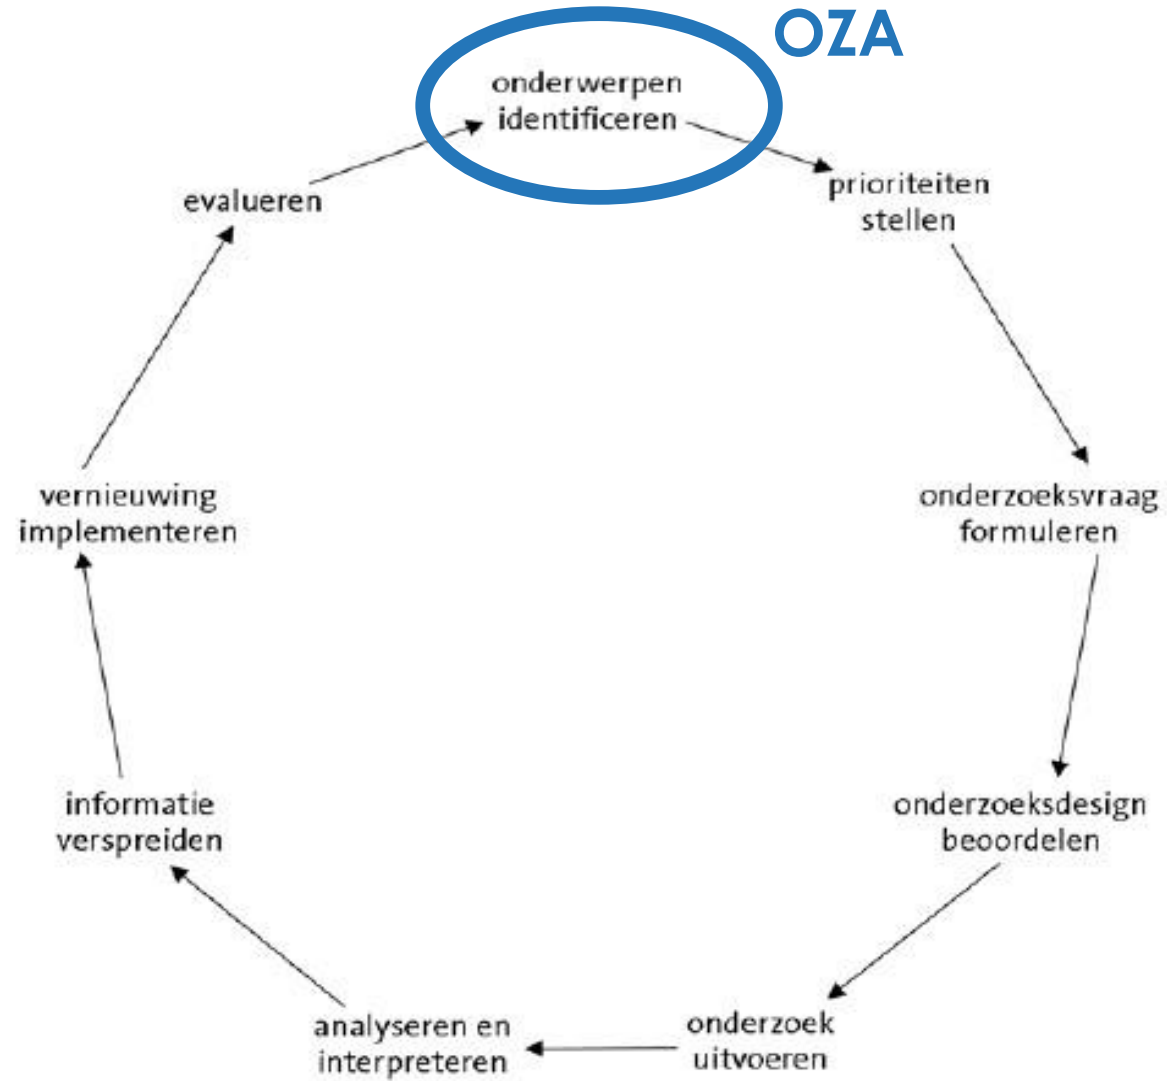 OZA
onderwerpen
identificeren
prioriteiten
stellen
onderzoeksvraag
formuleren
onderzoeksdesign
beoordelen
onderzoek
uitvoeren
analyseren en
interpreteren
informatie
verspreiden
vernieuwing
implementeren
evalueren